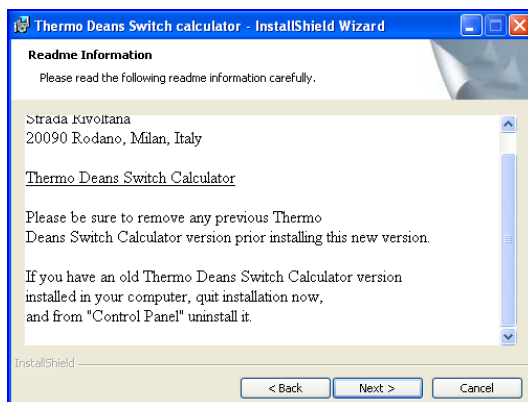 Thermo Deans Switch calculator - InstallShield Wizard
Readme Information
Please read the following readme information carefully.
Strada Rivoltana
20090 Rodano, Milan, Italy
Thermo Deans Switch Calculator
Please be sure to remove any previous Thermo
Deans Switch Calculator version prior installing this new version.
If you have an old Thermo Deans Switch Calculator version
installed in your computer, quit installation now,
and from "Control Panel" uninstall it.
InstallShield
< Back Next > Cancel